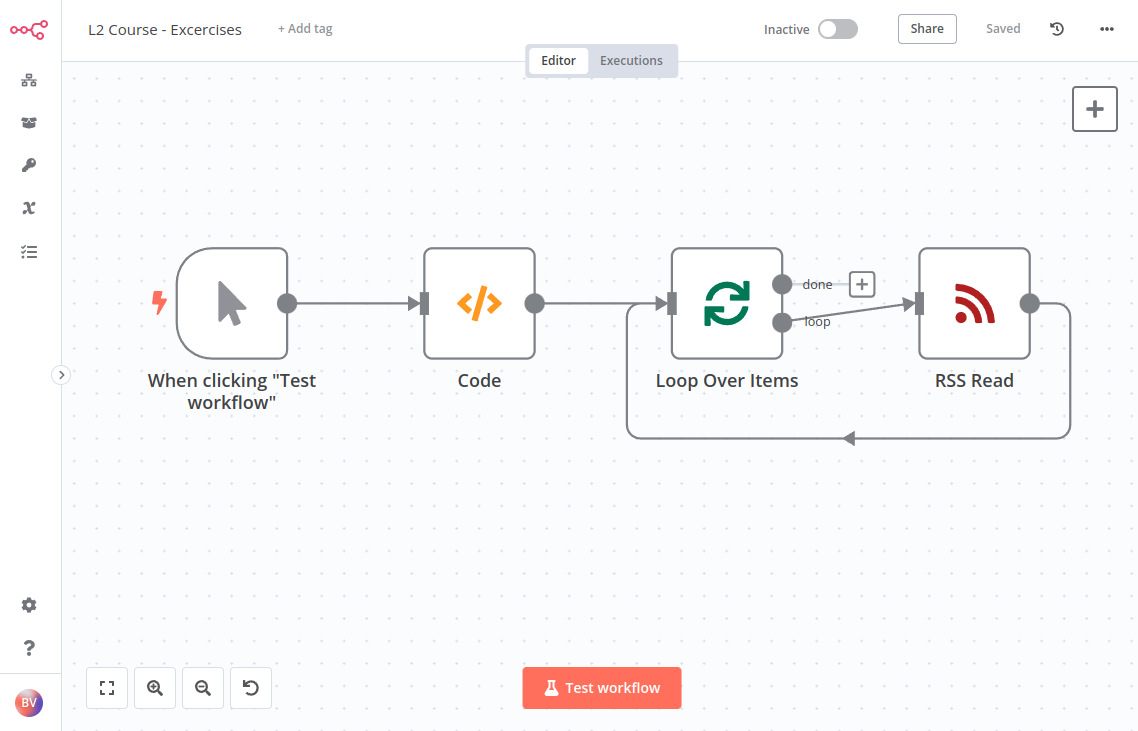 L2 Course - Excercises
+ Add tag
Inactive
Share
Saved
Editor
Executions
done
loop
When clicking "Test
workflow"
Code
Loop Over Items
RSS Read
Test workflow
BV